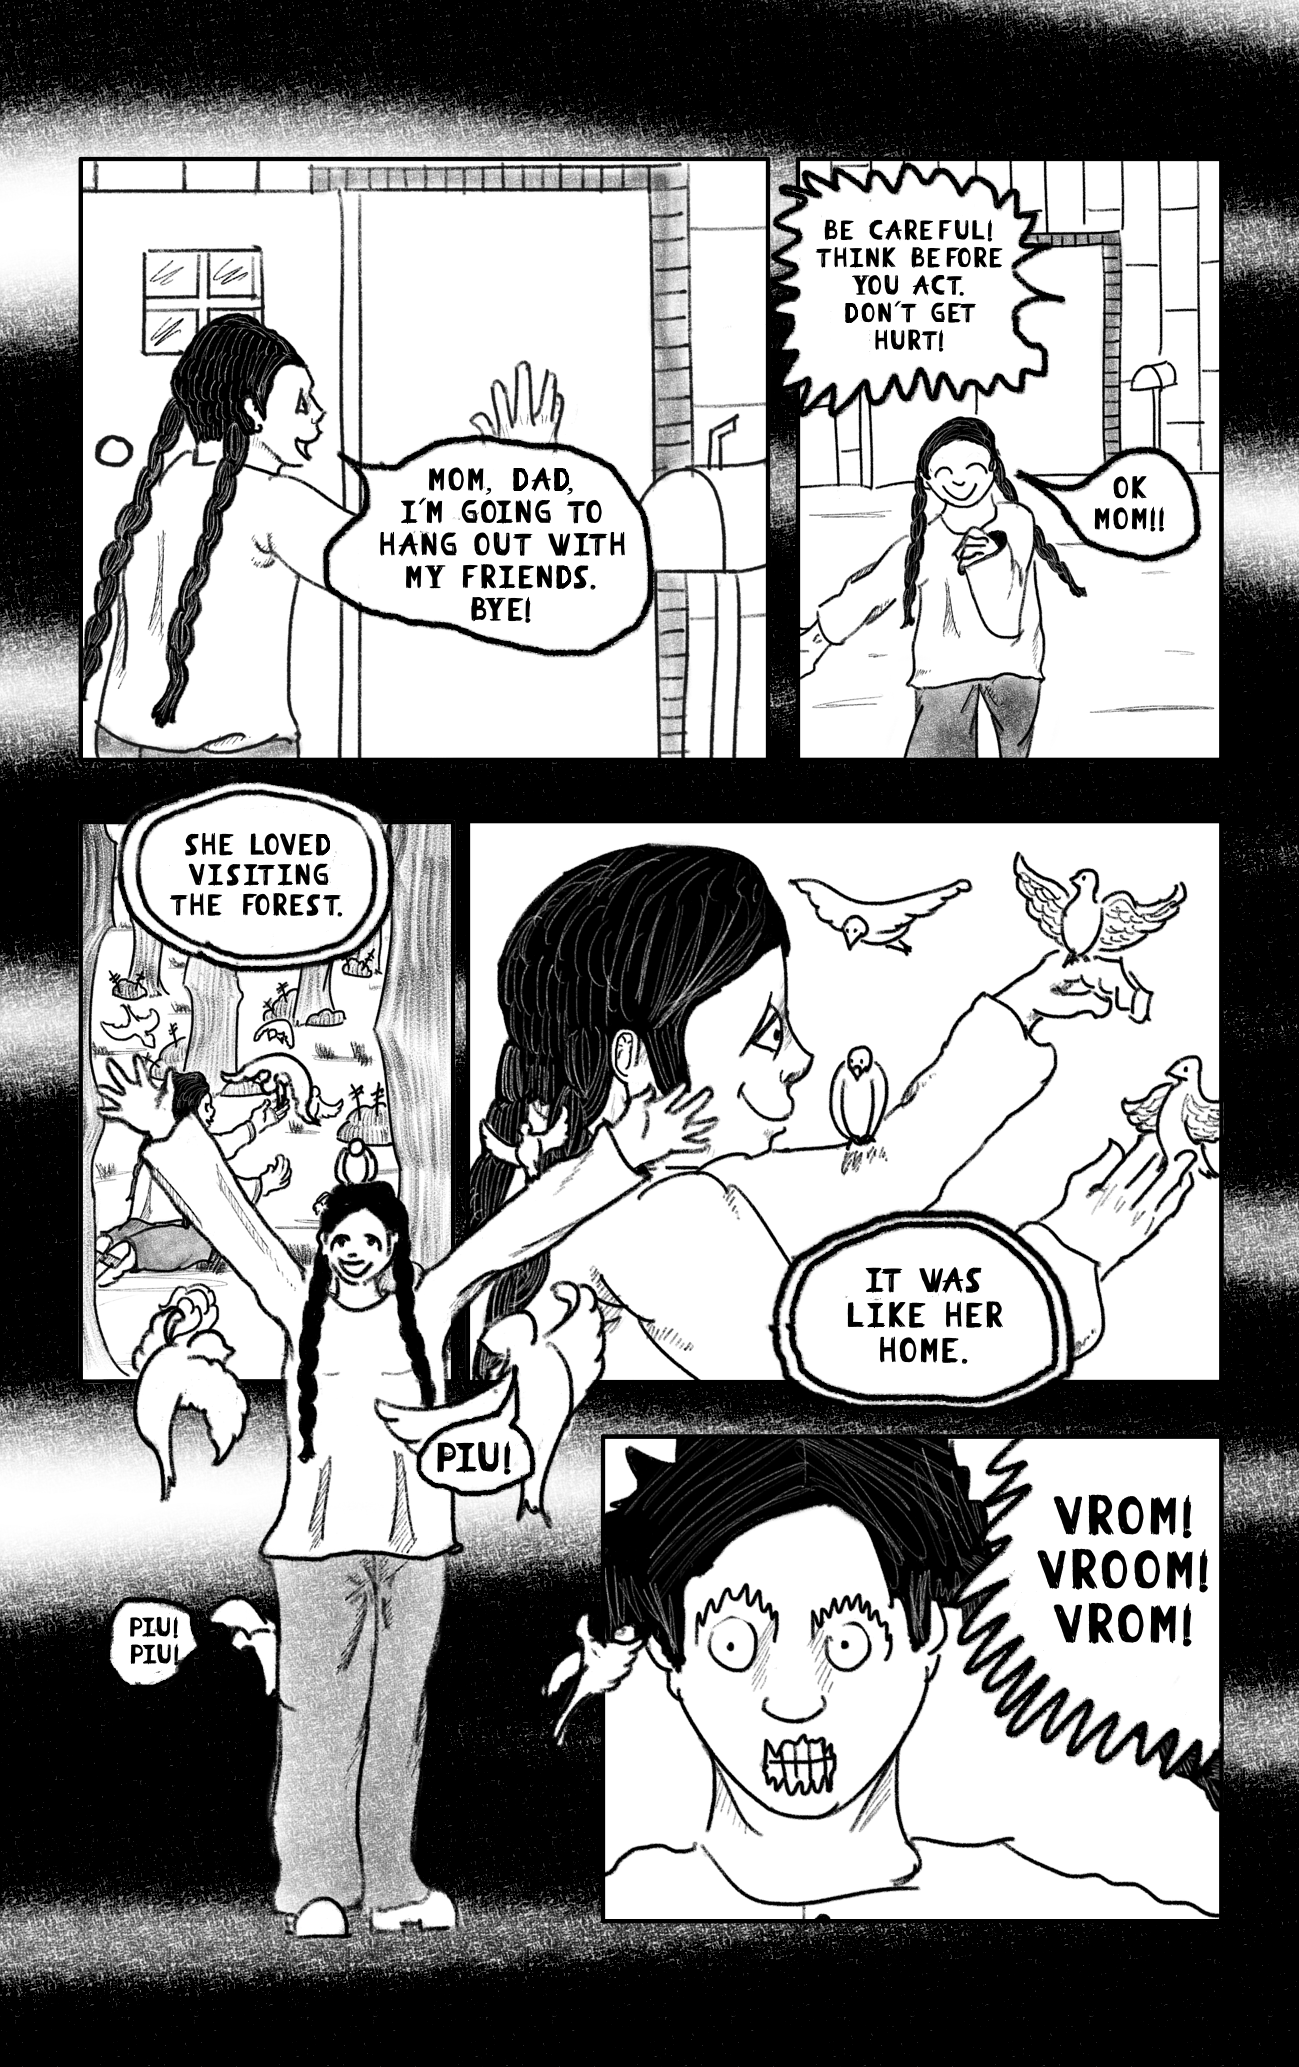 MOM, DAD,
I'M GOING TO
HANG OUT WITH
MY FRIENDS.
BYE!
BE CAREFUL!
THINK BEFORE
YOU ACT.
DON'T GET
HURT!
OK
MOM!!
SHE LOVED
VISITING
THE FOREST.
IT WAS
LIKE HER
HOME.
PIU!
PIU!
PIU!
VROM!
VROOM!
VROM!